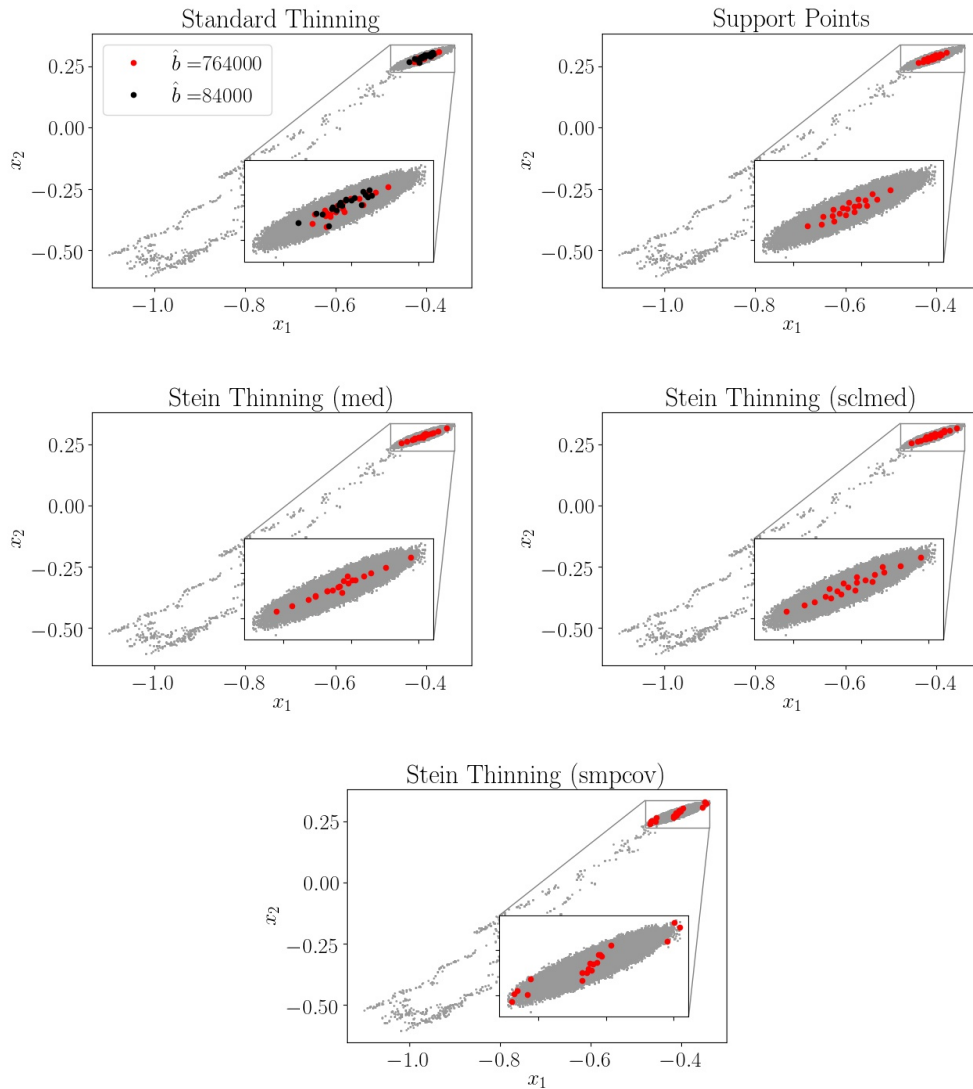 Standard Thinning
0.25
0.00
−0.25
−0.50
x₂
b̂ =764000
b̂ =84000
−1.0
−0.8
−0.6
−0.4
x₁
Support Points
0.25
0.00
−0.25
−0.50
x₂
−1.0
−0.8
−0.6
−0.4
x₁
Stein Thinning (med)
0.25
0.00
−0.25
−0.50
x₂
−1.0
−0.8
−0.6
−0.4
x₁
Stein Thinning (sclmed)
0.25
0.00
−0.25
−0.50
x₂
−1.0
−0.8
−0.6
−0.4
x₁
Stein Thinning (smpcov)
0.25
0.00
−0.25
−0.50
x₂
−1.0
−0.8
−0.6
−0.4
x₁